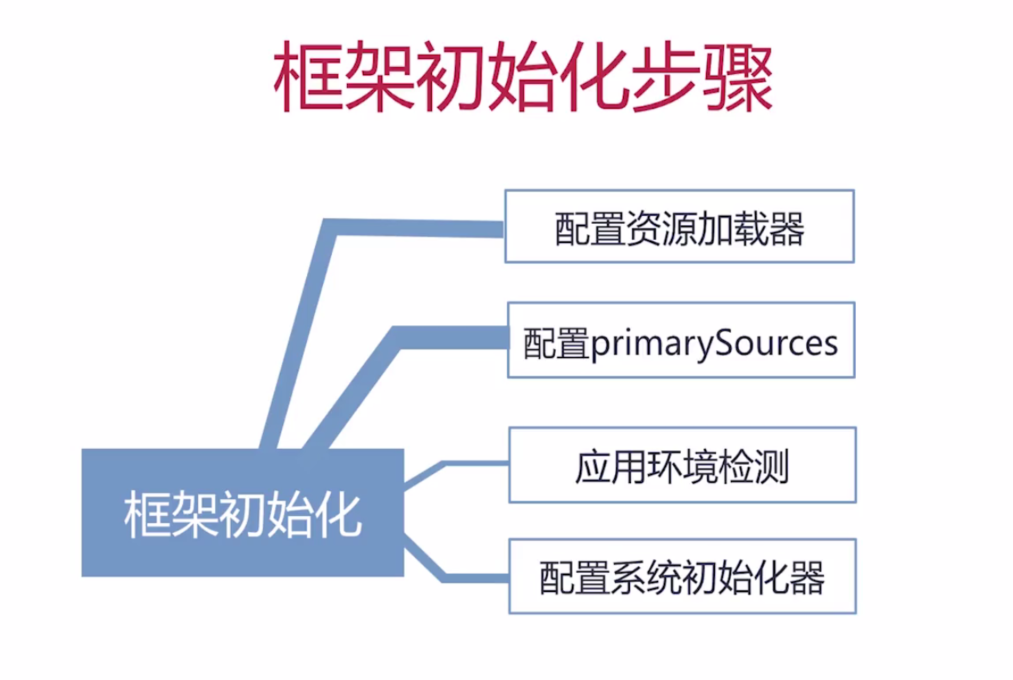 框架初始化步骤
配置资源加载器
配置primarySources
应用环境检测
框架初始化
配置系统初始化器